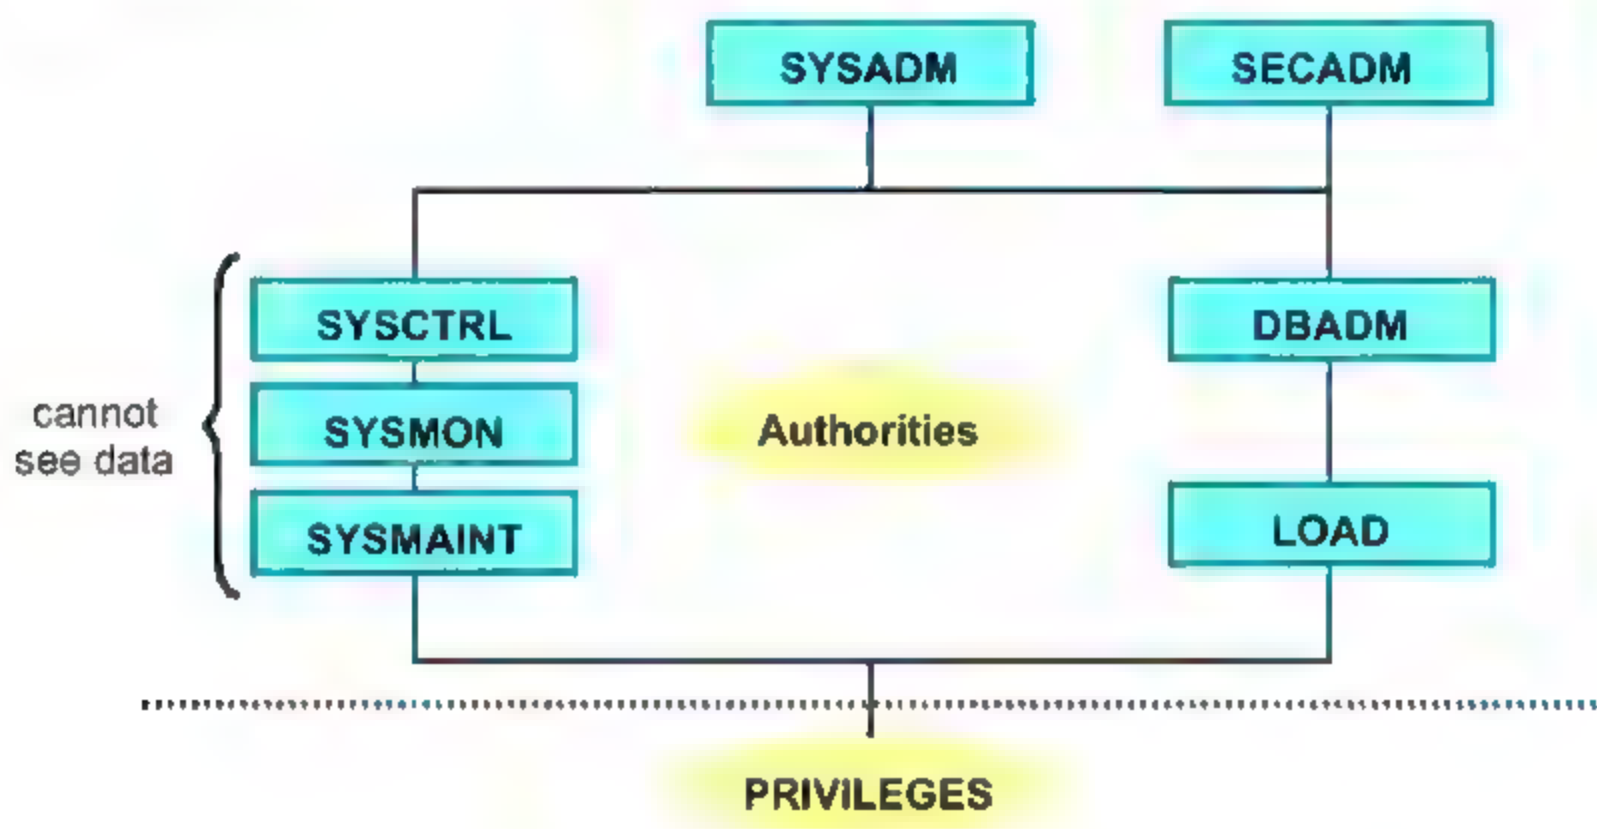 SYSADM
SECADM
SYSCTRL
DBADM
cannot
see data
SYSMON
Authorities
SYSMAINT
LOAD
PRIVILEGES